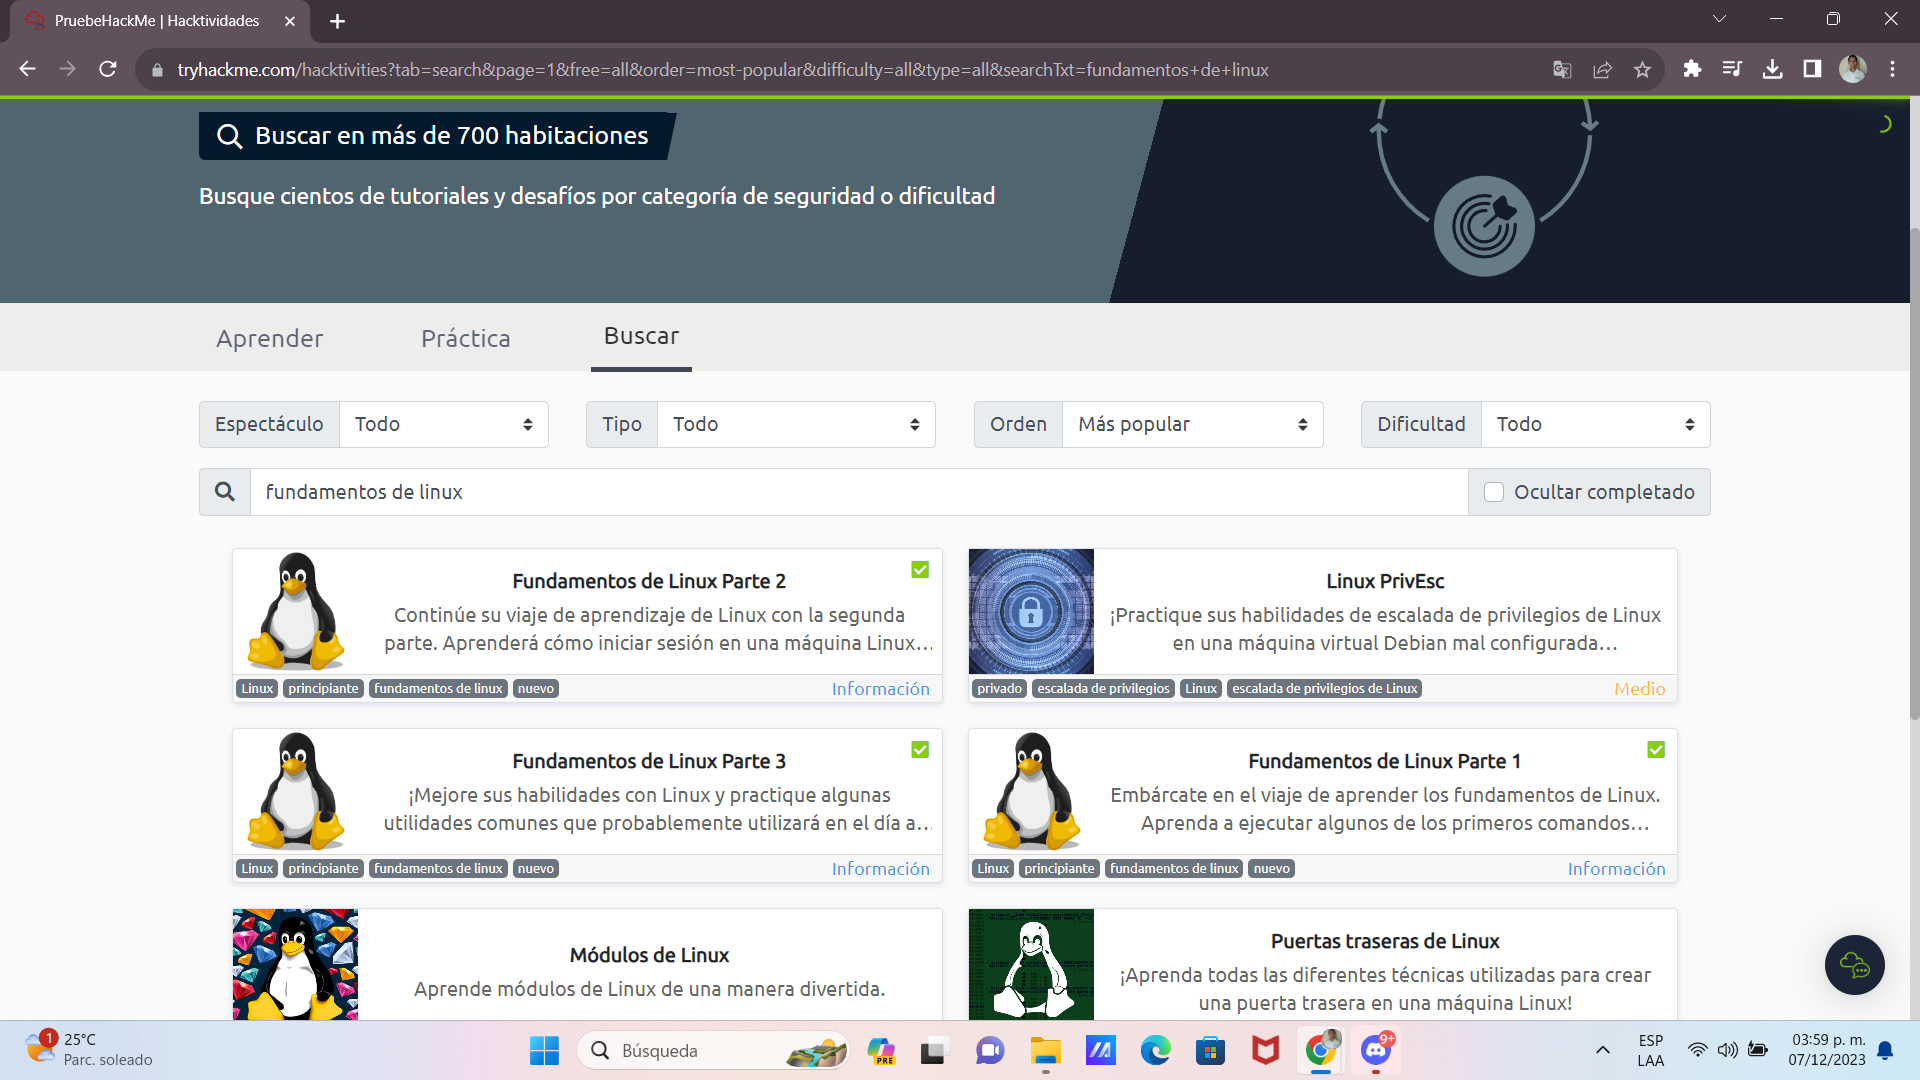 PruebeHackMe | Hacktividades
tryhackme.com/hacktivities?tab=search&page=1&free=all&order=most-popular&difficulty=all&type=all&searchTxt=fundamentos+de+linux
Buscar en más de 700 habitaciones
Busque cientos de tutoriales y desafíos por categoría de seguridad o dificultad
Aprender
Práctica
Buscar
Espectáculo
Todo
Tipo
Todo
Orden
Más popular
Dificultad
Todo
fundamentos de linux
Ocultar completado
Fundamentos de Linux Parte 2
Continúe su viaje de aprendizaje de Linux con la segunda
parte. Aprenderá cómo iniciar sesión en una máquina Linux...
Linux principiante fundamentos de linux nuevo
Información
Linux PrivEsc
¡Practique sus habilidades de escalada de privilegios de Linux
en una máquina virtual Debian mal configurada...
privado escalada de privilegios Linux escalada de privilegios de Linux
Medio
Fundamentos de Linux Parte 3
¡Mejore sus habilidades con Linux y practique algunas
utilidades comunes que probablemente utilizará en el día a...
Linux principiante fundamentos de linux nuevo
Información
Fundamentos de Linux Parte 1
Embárcate en el viaje de aprender los fundamentos de Linux.
Aprenda a ejecutar algunos de los primeros comandos...
Linux principiante fundamentos de linux nuevo
Información
Módulos de Linux
Aprende módulos de Linux de una manera divertida.
Puertas traseras de Linux
¡Aprenda todas las diferentes técnicas utilizadas para crear
una puerta trasera en una máquina Linux!
1
25°C
Parc. soleado
Búsqueda
PRE
9+
ESP
LAA
03:59 p. m.
07/12/2023